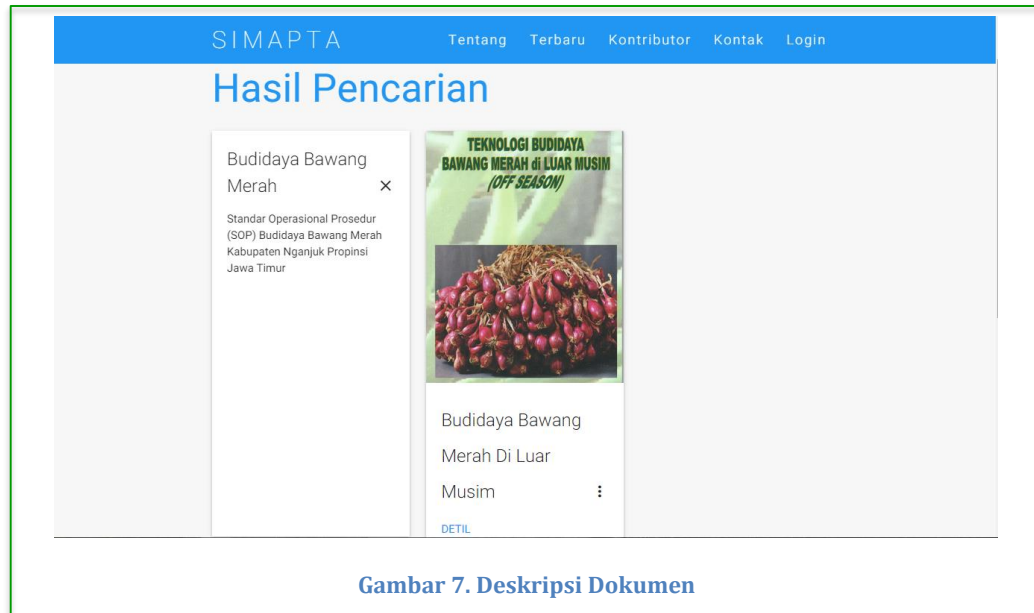 SIMAPTA
Tentang Terbaru Kontributor Kontak Login
Hasil Pencarian
Budidaya Bawang
Merah ×
Standar Operasional Prosedur
(SOP) Budidaya Bawang Merah
Kabupaten Nganjuk Propinsi
Jawa Timur
TEKNOLOGI BUDIDAYA
BAWANG MERAH di LUAR MUSIM
(OFF SEASON)
Budidaya Bawang
Merah Di Luar
Musim
DETIL
Gambar 7. Deskripsi Dokumen